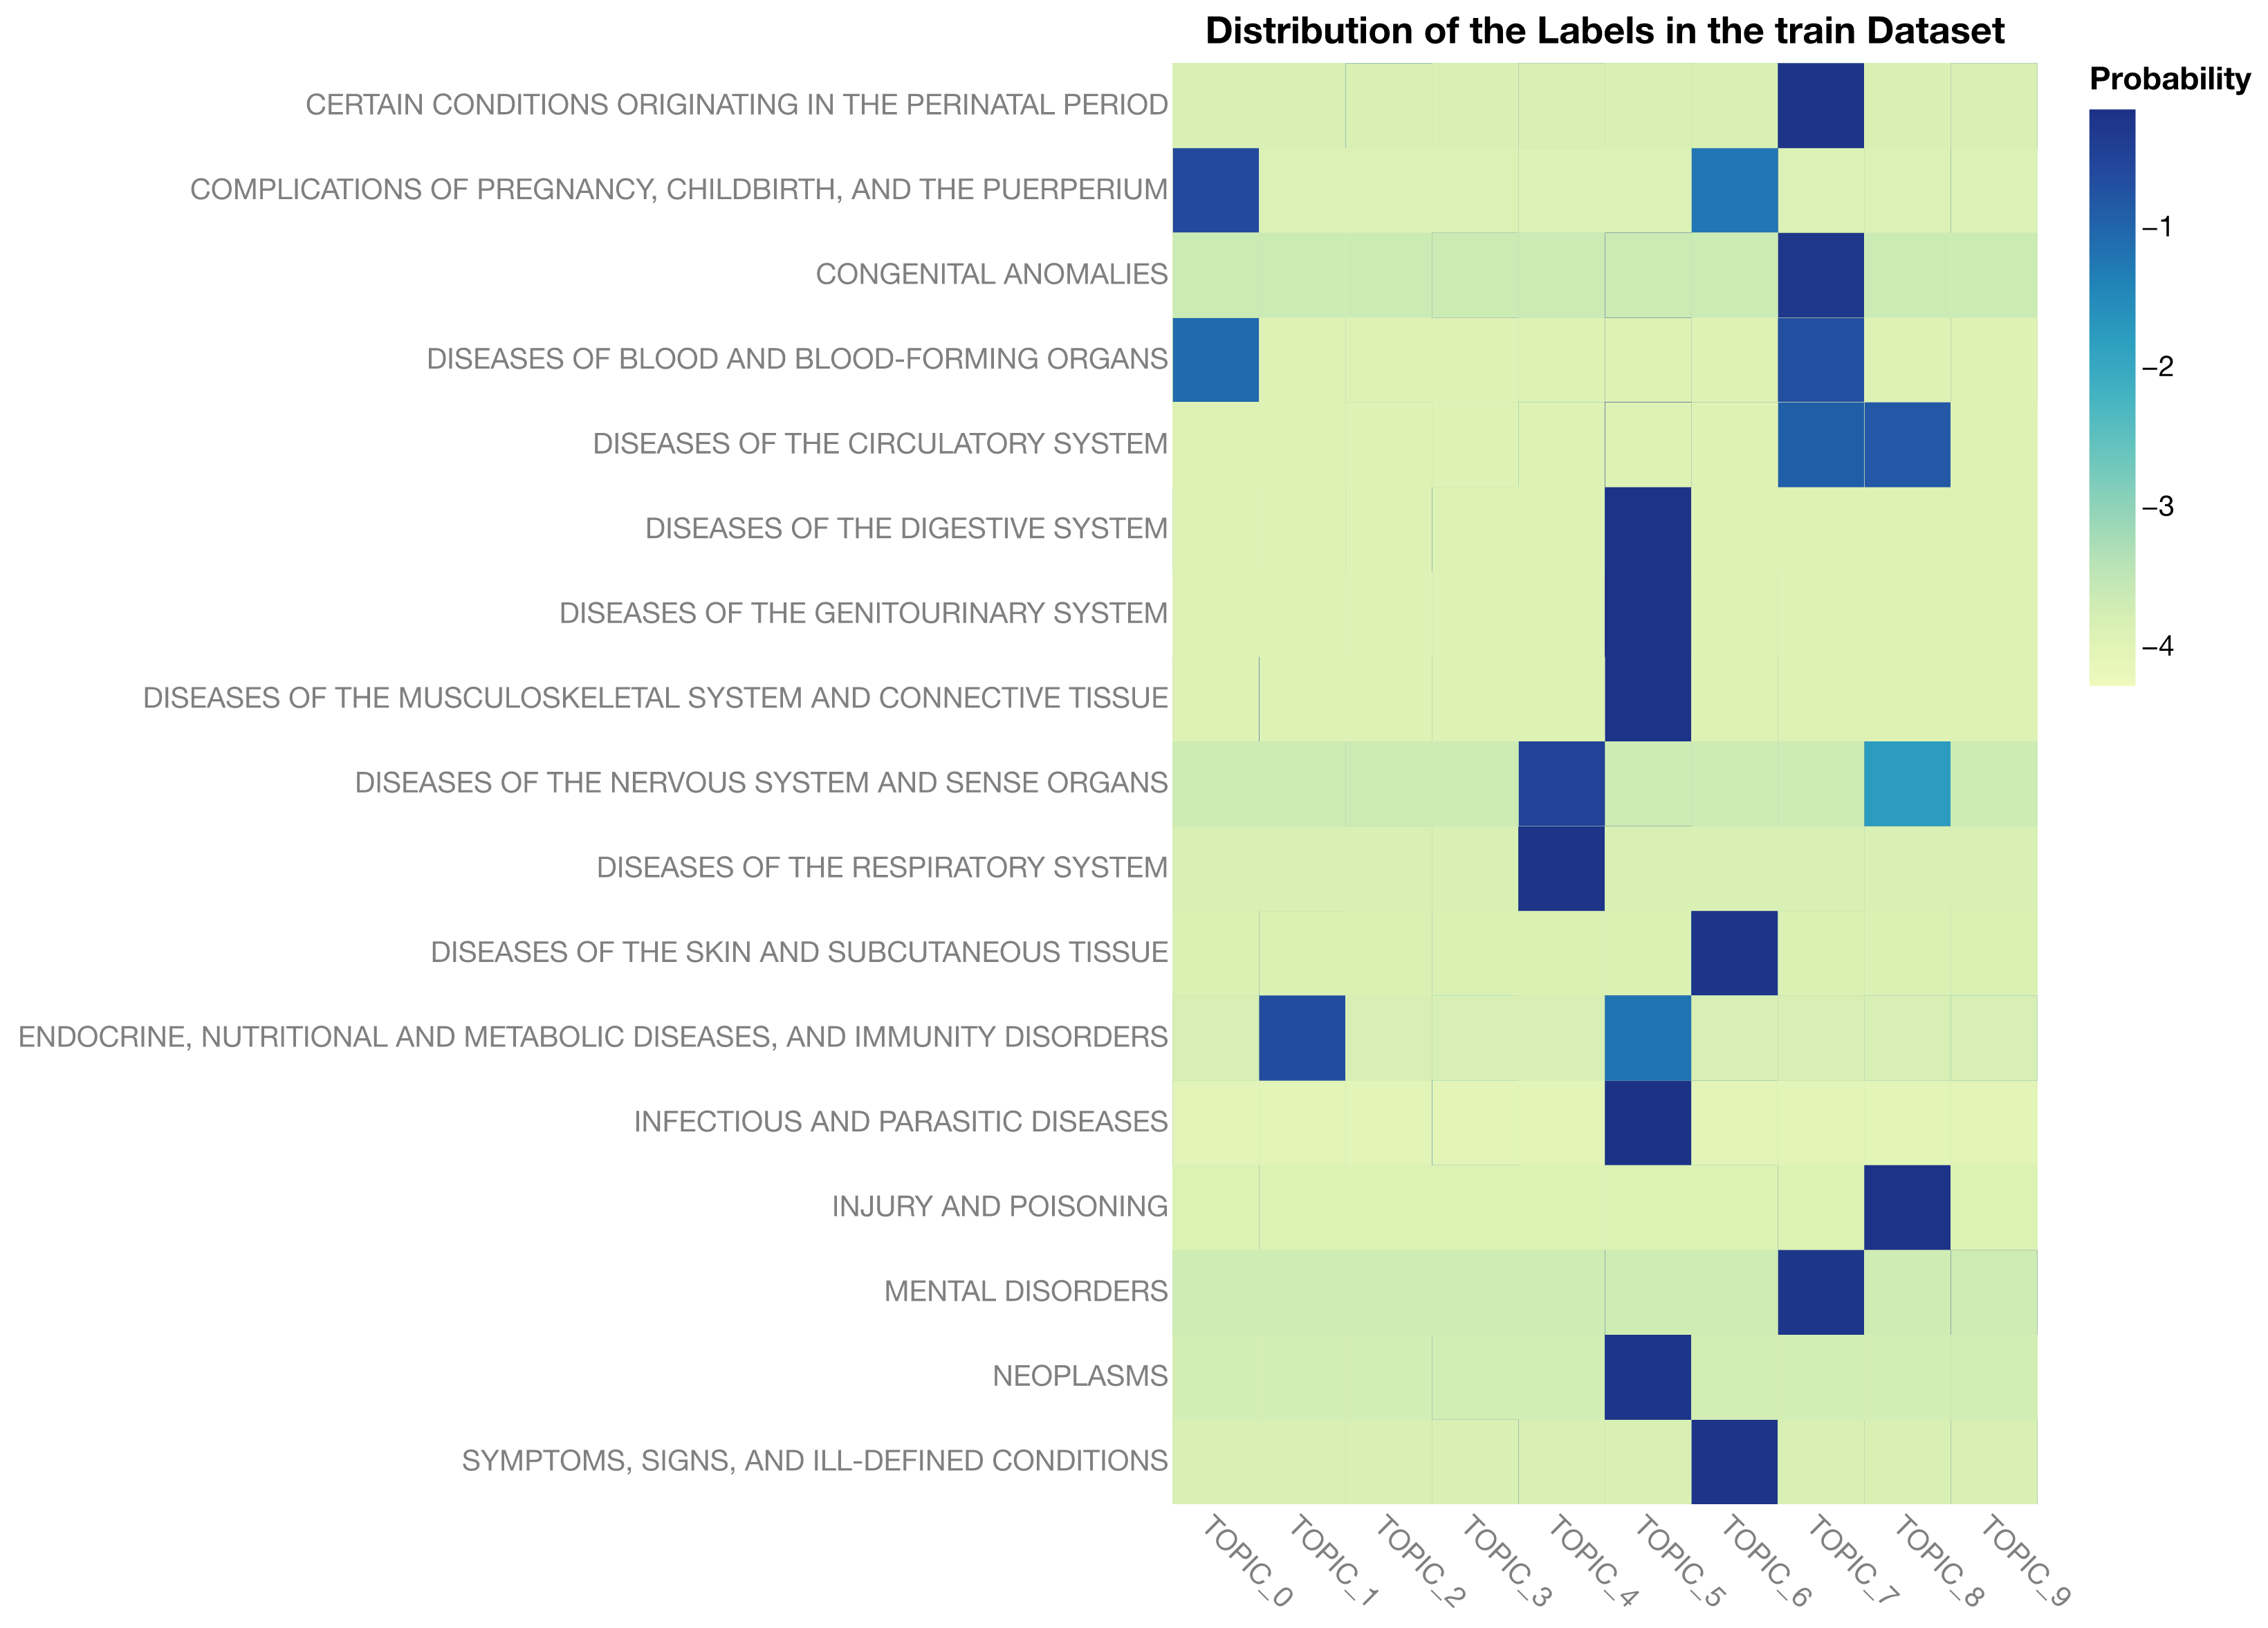 Distribution of the Labels in the train Dataset
Probability
CERTAIN CONDITIONS ORIGINATING IN THE PERINATAL PERIOD
COMPLICATIONS OF PREGNANCY, CHILDBIRTH, AND THE PUERPERIUM
CONGENITAL ANOMALIES
DISEASES OF BLOOD AND BLOOD-FORMING ORGANS
DISEASES OF THE CIRCULATORY SYSTEM
DISEASES OF THE DIGESTIVE SYSTEM
DISEASES OF THE GENITOURINARY SYSTEM
DISEASES OF THE MUSCULOSKELETAL SYSTEM AND CONNECTIVE TISSUE
DISEASES OF THE NERVOUS SYSTEM AND SENSE ORGANS
DISEASES OF THE RESPIRATORY SYSTEM
DISEASES OF THE SKIN AND SUBCUTANEOUS TISSUE
ENDOCRINE, NUTRITIONAL AND METABOLIC DISEASES, AND IMMUNITY DISORDERS
INFECTIOUS AND PARASITIC DISEASES
INJURY AND POISONING
MENTAL DISORDERS
NEOPLASMS
SYMPTOMS, SIGNS, AND ILL-DEFINED CONDITIONS
−1
−2
−3
−4
TOPIC_0
TOPIC_1
TOPIC_2
TOPIC_3
TOPIC_4
TOPIC_5
TOPIC_6
TOPIC_7
TOPIC_8
TOPIC_9